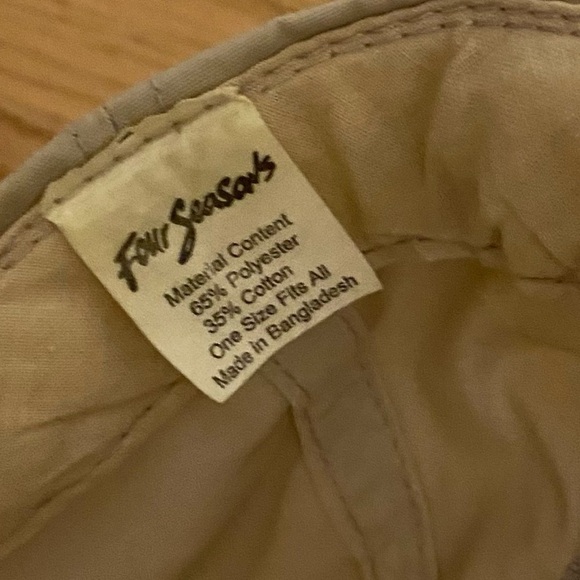 Four Seasons
Material Content
65% Polyester
35% Cotton
One Size Fits All
Made in Bangladesh